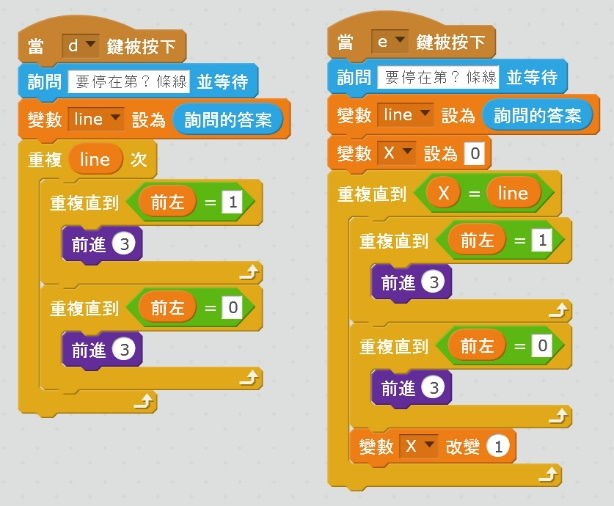 當 d 鍵被按下
詢問 要停在第？條線 並等待
變數 line 設為 詢問的答案
重複 line 次
重複直到 前左 = 1
前進 3
重複直到 前左 = 0
前進 3
當 e 鍵被按下
詢問 要停在第？條線 並等待
變數 line 設為 詢問的答案
變數 X 設為 0
重複直到 X = line
重複直到 前左 = 1
前進 3
重複直到 前左 = 0
前進 3
變數 X 改變 1